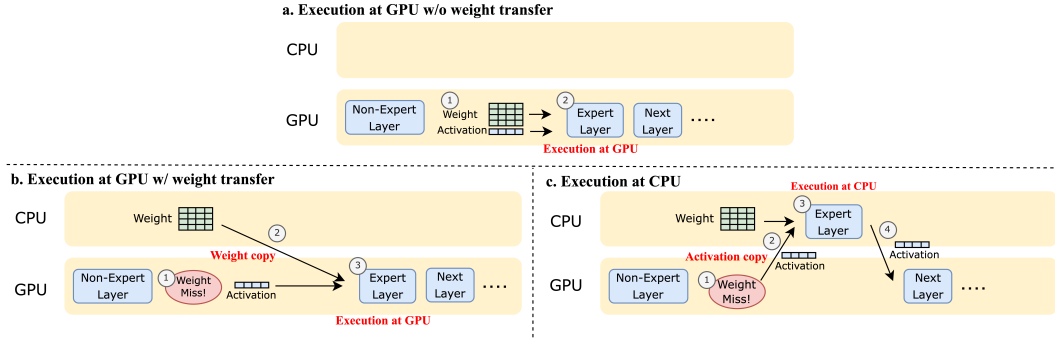 a. Execution at GPU w/o weight transfer
CPU
GPU
Non-Expert
Layer
1
Weight
Activation
2
Expert
Layer
Next
Layer
....
Execution at GPU
b. Execution at GPU w/ weight transfer
CPU
Weight
2
Weight copy
GPU
Non-Expert
Layer
1
Weight
Miss!
Activation
3
Expert
Layer
Next
Layer
....
Execution at GPU
c. Execution at CPU
Execution at CPU
CPU
Weight
3
Expert
Layer
2
4
Activation copy
Activation
Activation
GPU
Non-Expert
Layer
1
Weight
Miss!
Next
Layer
....